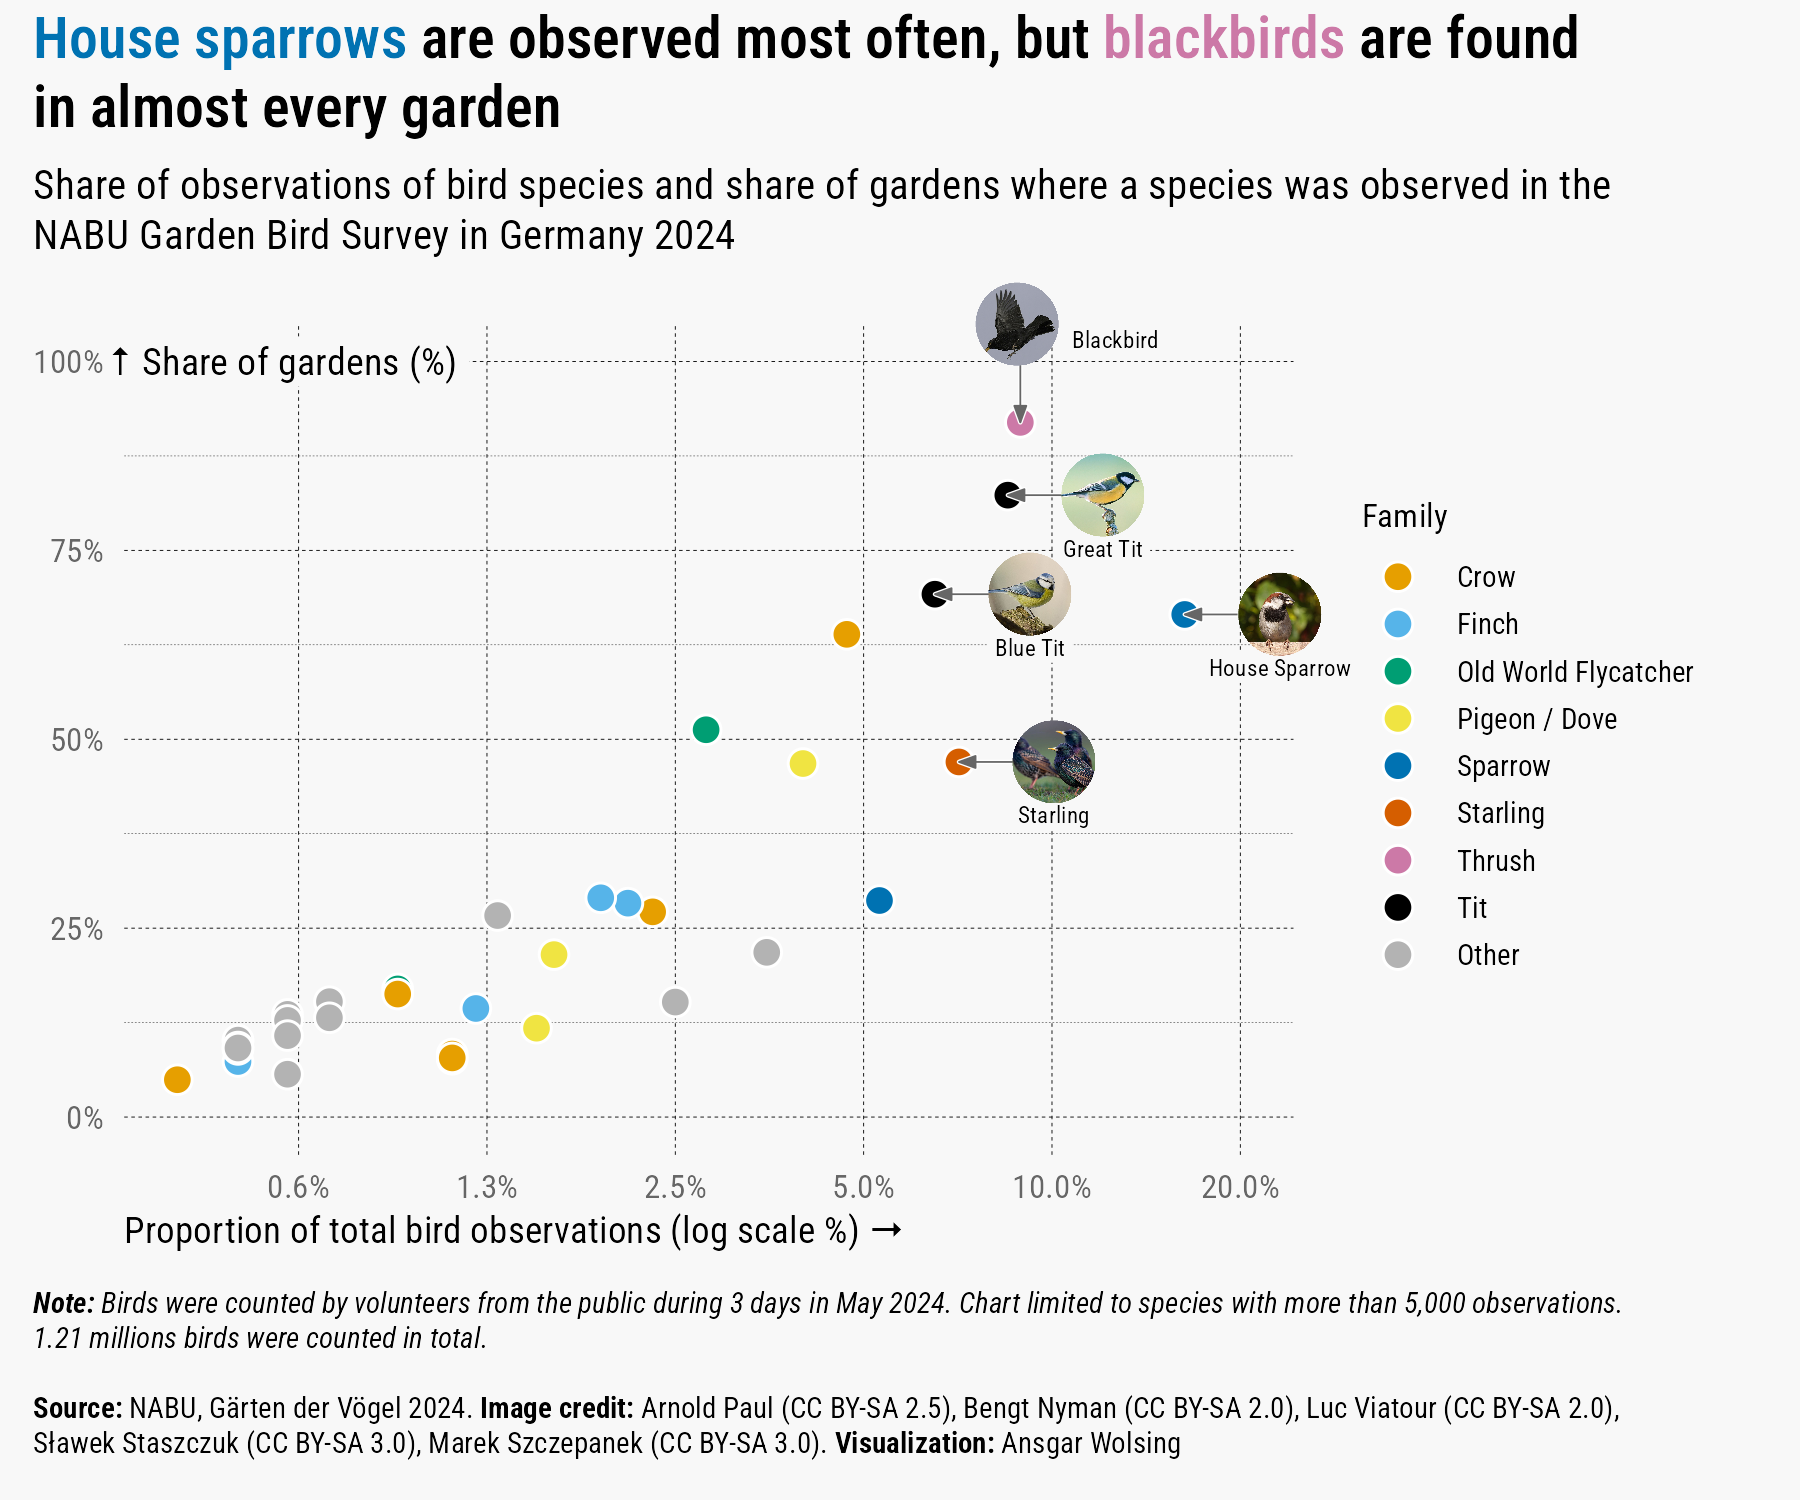 House sparrows are observed most often, but blackbirds are found
in almost every garden
Share of observations of bird species and share of gardens where a species was observed in the
NABU Garden Bird Survey in Germany 2024
Blackbird
100% ↑ Share of gardens (%)
Great Tit
75%
Blue Tit
House Sparrow
50%
Starling
25%
0%
0.6% 1.3% 2.5% 5.0% 10.0% 20.0%
Proportion of total bird observations (log scale %) →
Family
Crow
Finch
Old World Flycatcher
Pigeon / Dove
Sparrow
Starling
Thrush
Tit
Other
Note: Birds were counted by volunteers from the public during 3 days in May 2024. Chart limited to species with more than 5,000 observations.
1.21 millions birds were counted in total.
Source: NABU, Gärten der Vögel 2024. Image credit: Arnold Paul (CC BY-SA 2.5), Bengt Nyman (CC BY-SA 2.0), Luc Viatour (CC BY-SA 2.0),
Sławek Staszczuk (CC BY-SA 3.0), Marek Szczepanek (CC BY-SA 3.0). Visualization: Ansgar Wolsing